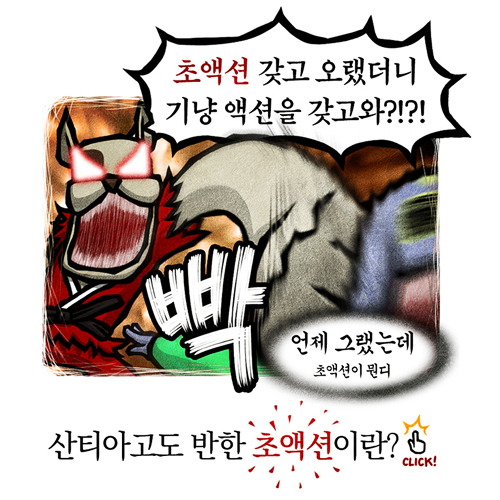 초액션 갖고 오랬더니
기냥 액션을 갖고와?!?!
빡
언제 그랬는데
초액션이 뭔디
산티아고도 반한 초액션이란?
CLICK!